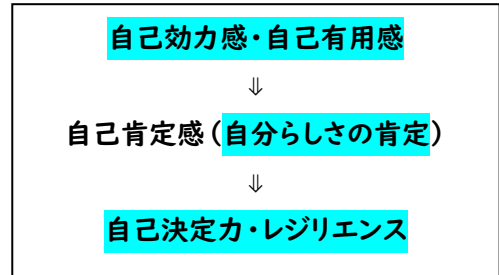 自己効力感・自己有用感
⇓
自己肯定感（自分らしさの肯定）
⇓
自己決定力・レジリエンス